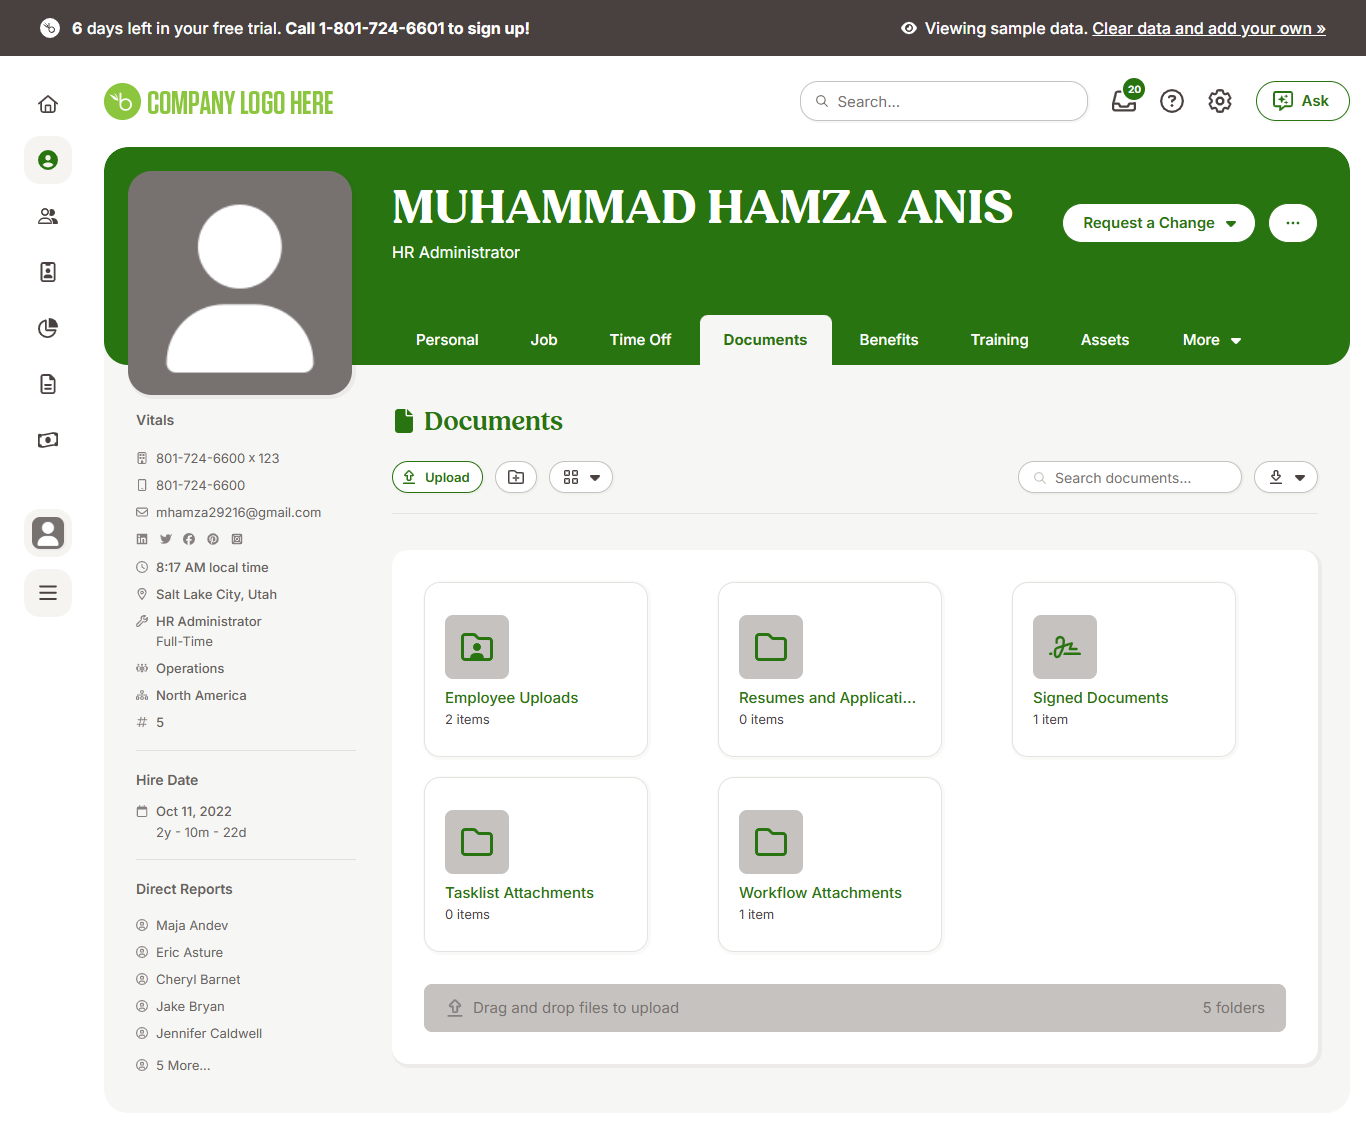 6 days left in your free trial. Call 1-801-724-6601 to sign up!
Viewing sample data. Clear data and add your own »
COMPANY LOGO HERE
Search...
20
Ask
MUHAMMAD HAMZA ANIS
HR Administrator
Request a Change
Personal
Job
Time Off
Documents
Benefits
Training
Assets
More
Vitals
801-724-6600 x 123
801-724-6600
mhamza29216@gmail.com
8:17 AM local time
Salt Lake City, Utah
HR Administrator
Full-Time
Operations
North America
# 5
Hire Date
Oct 11, 2022
2y - 10m - 22d
Direct Reports
Maja Andev
Eric Asture
Cheryl Barnet
Jake Bryan
Jennifer Caldwell
5 More...
Documents
Upload
Search documents...
Employee Uploads
2 items
Resumes and Applicati...
0 items
Signed Documents
1 item
Tasklist Attachments
0 items
Workflow Attachments
1 item
Drag and drop files to upload
5 folders